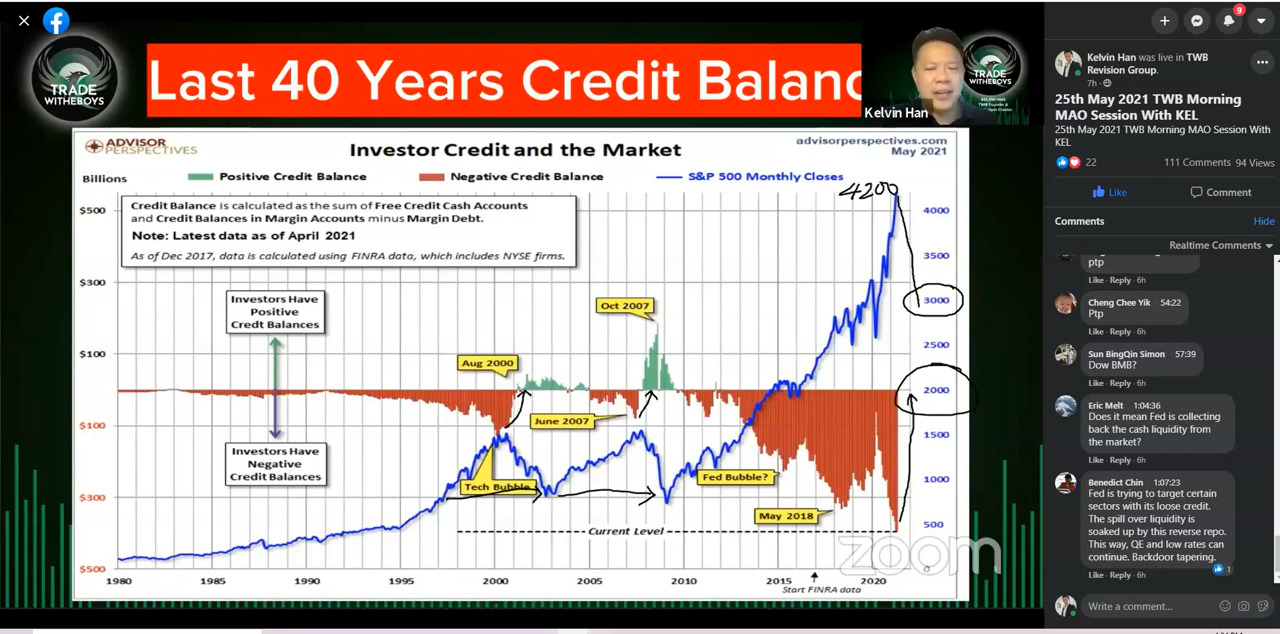 TRADE
WITHEBOYS
Last 40 Years Credit Balanc
TRADE
WITHEBOYS
KELVIN HAN
Kelvin Han
9
Kelvin Han was live in TWB
Revision Group.
7h
25th May 2021 TWB Morning
MAO Session With KEL
25th May 2021 TWB Morning MAO Session With
KEL
22
111 Comments 94 Views
Like
Comment
Comments
Hide
Realtime Comments
ptp
Like · Reply · 6h
Cheng Chee Yik 54:22
Ptp
Like · Reply · 6h
Sun BingQin Simon 57:39
Dow BMB?
Like · Reply · 6h
Eric Melt 1:04:36
Does it mean Fed is collecting
back the cash liquidity from
the market?
Like · Reply · 6h
Benedict Chin 1:07:23
Fed is trying to target certain
sectors with its loose credit.
The spill over liquidity is
soaked up by this reverse repo.
This way, QE and low rates can
continue. Backdoor tapering.
1
Like · Reply · 6h
Write a comment...
ADVISOR
PERSPECTIVES
Investor Credit and the Market
advisorperspectives.com
May 2021
Billions
Positive Credit Balance
Negative Credit Balance
S&P 500 Monthly Closes
4200
Credit Balance is calculated as the sum of Free Credit Cash Accounts
and Credit Balances in Margin Accounts minus Margin Debt.
Note: Latest data as of April 2021
As of Dec 2017, data is calculated using FINRA data, which includes NYSE firms.
$500
$300
$100
$100
$300
$500
4000
3500
3000
2500
2000
1500
1000
500
0
Investors Have
Positive
Credit Balances
Investors Have
Negative
Credit Balances
Oct 2007
Aug 2000
June 2007
Tech Bubble
Fed Bubble?
May 2018
Current Level
zoom
1980
1985
1990
1995
2000
2005
2010
2015
2020
Start FINRA data